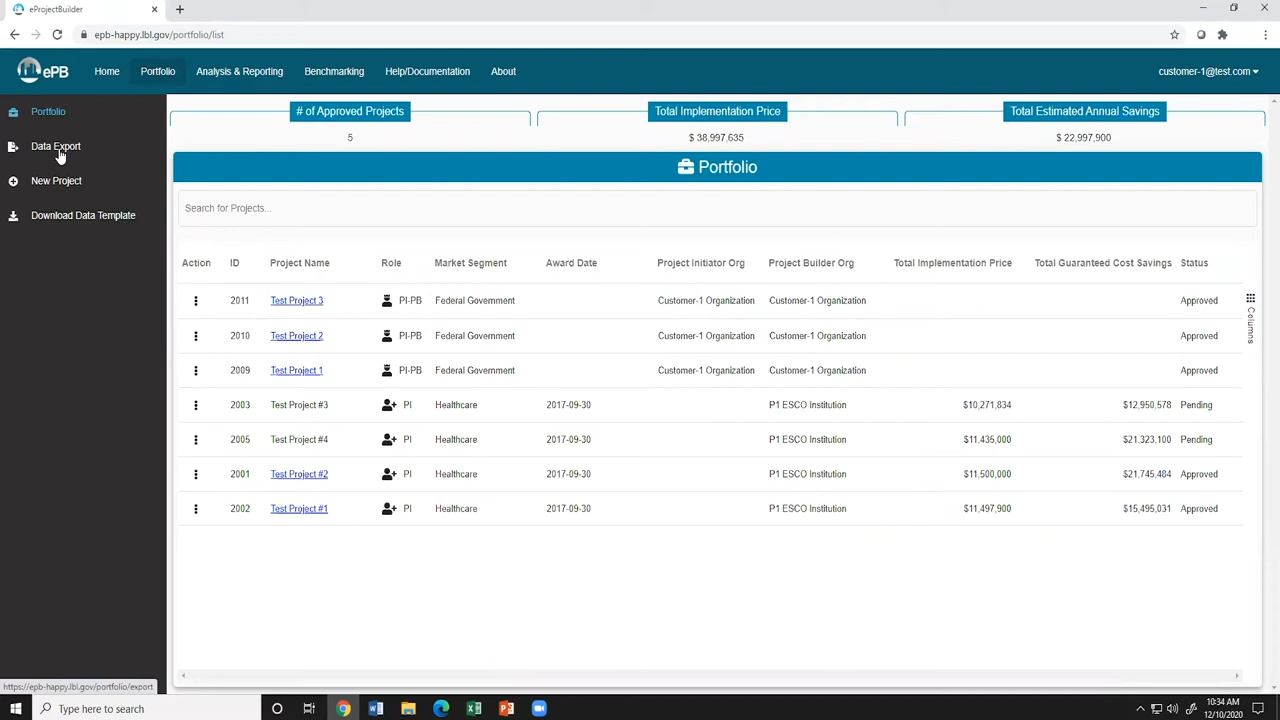 eProjectBuilder
epb-happy.lbl.gov/portfolio/list
ePB
Home Portfolio Analysis & Reporting Benchmarking Help/Documentation About customer-1@test.com
Portfolio
Data Export
New Project
Download Data Template
# of Approved Projects Total Implementation Price Total Estimated Annual Savings
5 $ 38,997,635 $ 22,997,900
Portfolio
Search for Projects...
Action ID Project Name Role Market Segment Award Date Project Initiator Org Project Builder Org Total Implementation Price Total Guaranteed Cost Savings Status
2011 Test Project 3 PI-PB Federal Government Customer-1 Organization Customer-1 Organization Approved
2010 Test Project 2 PI-PB Federal Government Customer-1 Organization Customer-1 Organization Approved
2009 Test Project 1 PI-PB Federal Government Customer-1 Organization Customer-1 Organization Approved
2003 Test Project #3 PI Healthcare 2017-09-30 P1 ESCO Institution $10,271,834 $12,950,578 Pending
2005 Test Project #4 PI Healthcare 2017-09-30 P1 ESCO Institution $11,435,000 $21,323,100 Pending
2001 Test Project #2 PI Healthcare 2017-09-30 P1 ESCO Institution $11,500,000 $21,745,484 Approved
2002 Test Project #1 PI Healthcare 2017-09-30 P1 ESCO Institution $11,497,900 $15,495,031 Approved
Columns
https://epb-happy.lbl.gov/portfolio/export
Type here to search
10:34 AM
12/10/2020